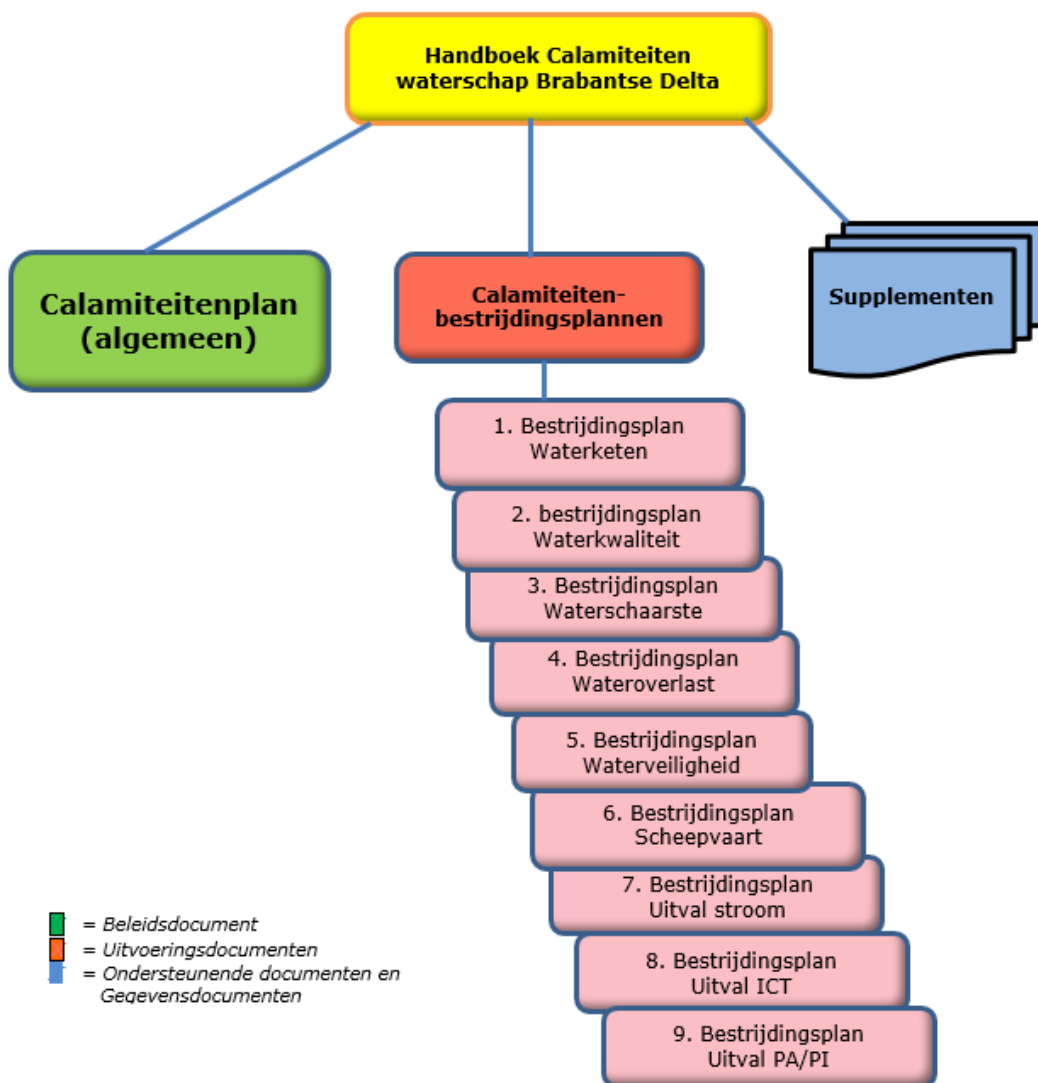 Handboek Calamiteiten
waterschap Brabantse Delta
Calamiteitenplan
(algemeen)
Calamiteiten-
bestrijdingsplannen
Supplementen
1. Bestrijdingsplan
Waterketen
2. bestrijdingsplan
Waterkwaliteit
3. Bestrijdingsplan
Waterschaarste
4. Bestrijdingsplan
Wateroverlast
5. Bestrijdingsplan
Waterveiligheid
6. Bestrijdingsplan
Scheepvaart
7. Bestrijdingsplan
Uitval stroom
8. Bestrijdingsplan
Uitval ICT
9. Bestrijdingsplan
Uitval PA/PI
= Beleidsdocument
= Uitvoeringsdocumenten
= Ondersteunende documenten en
Gegevensdocumenten